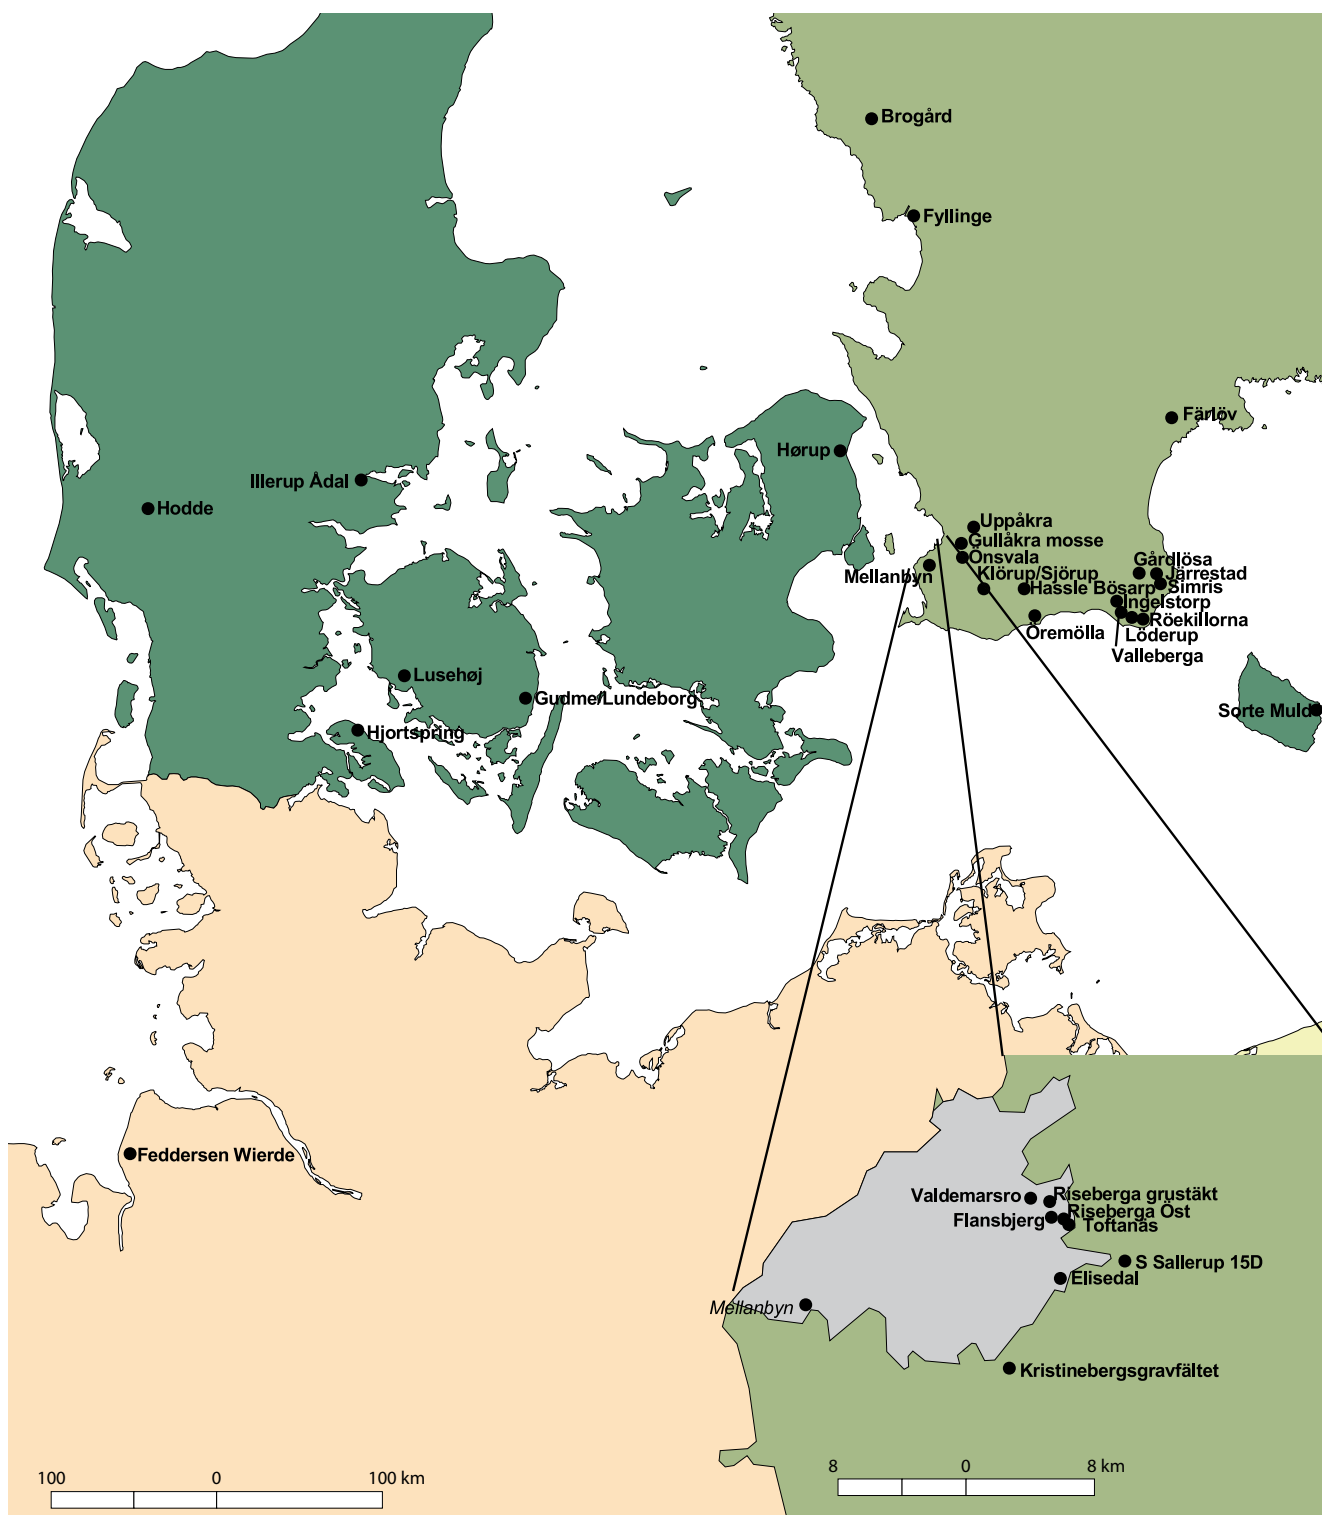 Brogård
Fyllinge
Färlöv
Hørup
Illerup Ådal
Hodde
Uppåkra
Gullåkra mosse
Önsvala
Mellanbyn
Klörup/Sjörup
Gårdlösa
Järrestad
Hassle Bösarp
Simris
Ingelstorp
Röekillorna
Öremölla
Löderup
Valleberga
Lusehøj
Gudme/Lundeborg
Sorte Muld
Hjortspring
Feddersen Wierde
Valdemarsro
Riseberga grustäkt
Riseberga Öst
Flansbjerg
Toftanäs
S Sallerup 15D
Elisedal
Mellanbyn
Kristinebergsgravfältet
100 0 100 km
8 0 8 km